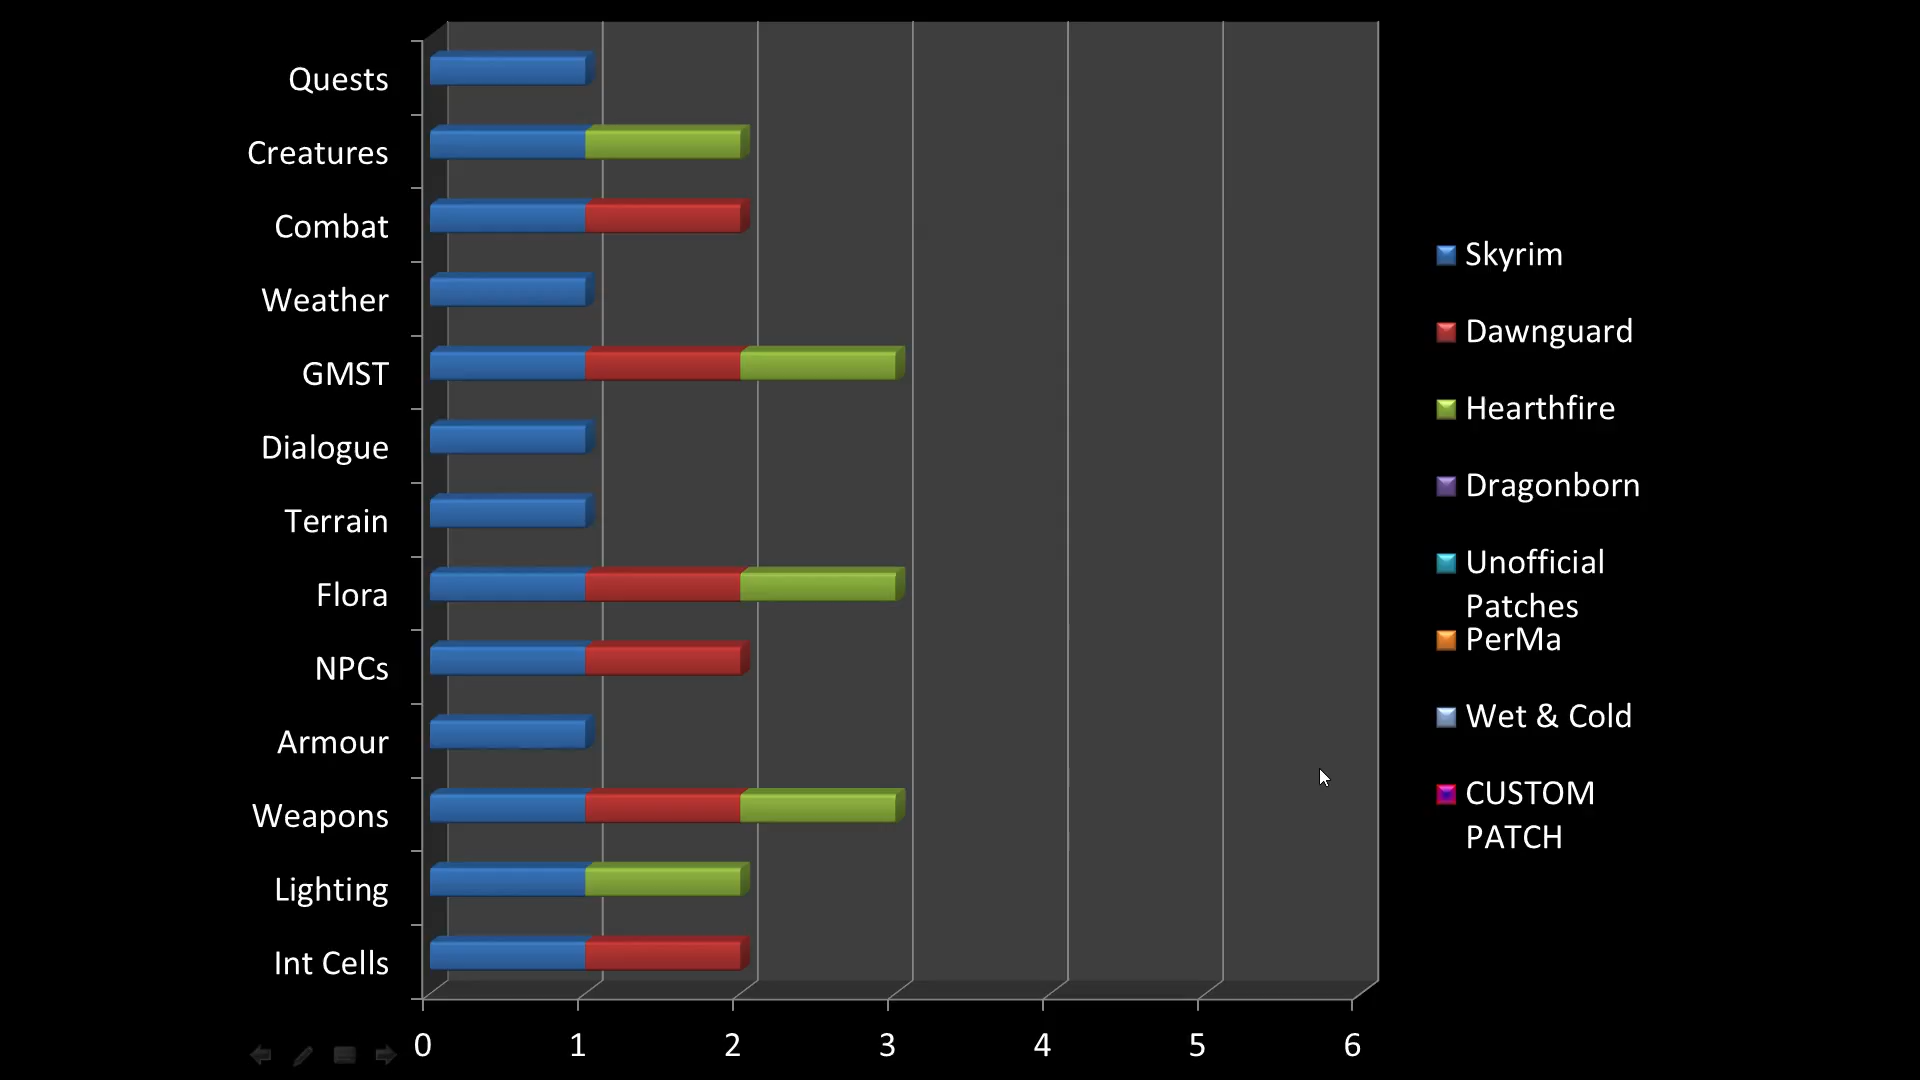 Quests
Creatures
Combat
Weather
GMST
Dialogue
Terrain
Flora
NPCs
Armour
Weapons
Lighting
Int Cells
0 1 2 3 4 5 6
Skyrim
Dawnguard
Hearthfire
Dragonborn
Unofficial
Patches
PerMa
Wet & Cold
CUSTOM
PATCH